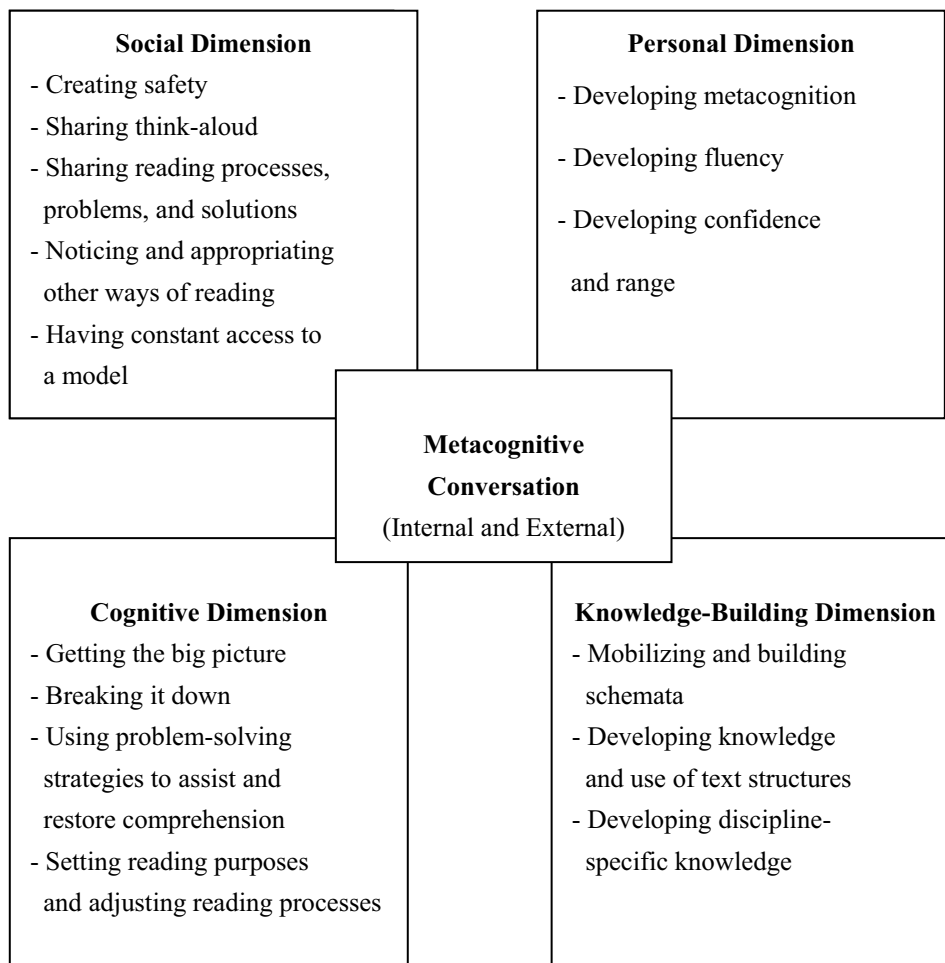 Social Dimension
- Creating safety
- Sharing think-aloud
- Sharing reading processes,
problems, and solutions
- Noticing and appropriating
other ways of reading
- Having constant access to
a model
Personal Dimension
- Developing metacognition
- Developing fluency
- Developing confidence
and range
Metacognitive
Conversation
(Internal and External)
Cognitive Dimension
- Getting the big picture
- Breaking it down
- Using problem-solving
strategies to assist and
restore comprehension
- Setting reading purposes
and adjusting reading processes
Knowledge-Building Dimension
- Mobilizing and building
schemata
- Developing knowledge
and use of text structures
- Developing discipline-
specific knowledge